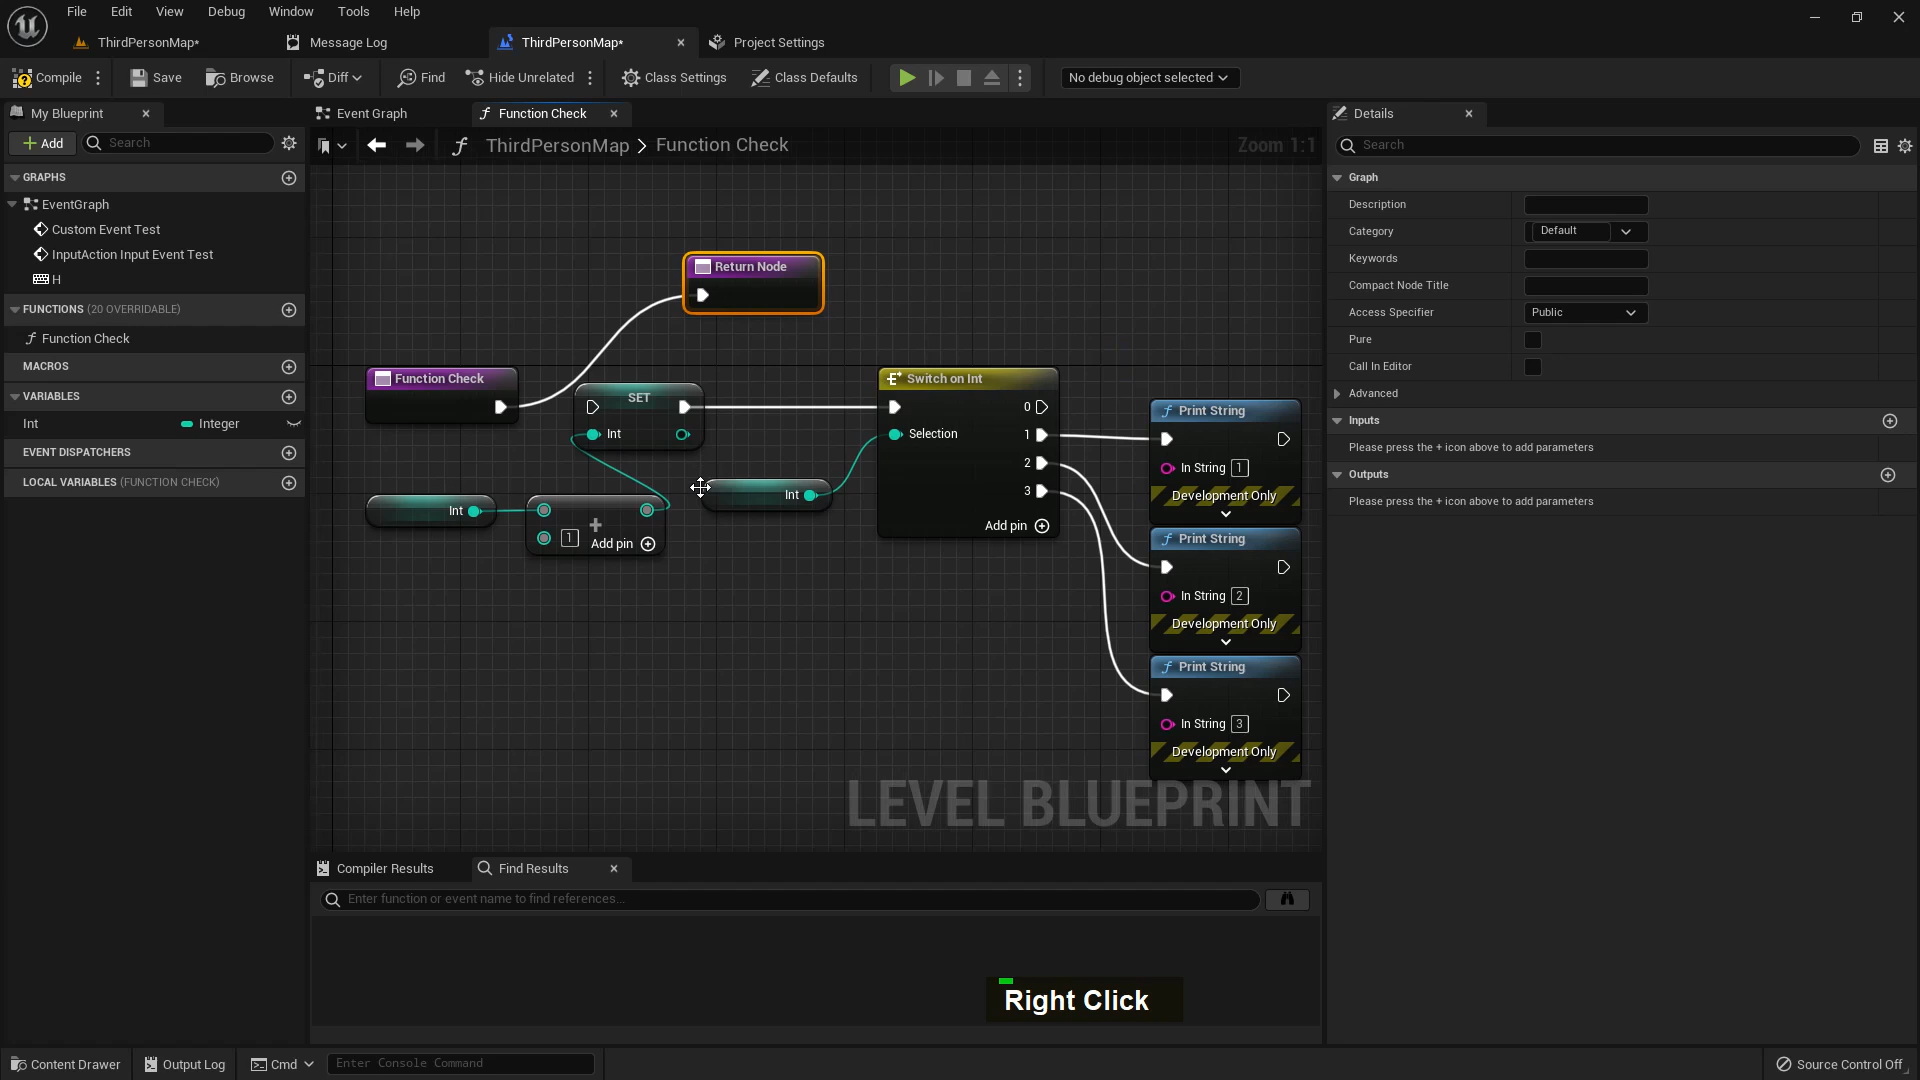 File Edit View Debug Window Tools Help
ThirdPersonMap* Message Log ThirdPersonMap* Project Settings
Compile Save Browse Diff Find Hide Unrelated Class Settings Class Defaults No debug object selected
My Blueprint Event Graph Function Check Details
Add Search
ThirdPersonMap > Function Check Zoom 1:1
Search
GRAPHS
EventGraph
Custom Event Test
InputAction Input Event Test
H
FUNCTIONS (20 OVERRIDABLE)
Function Check
MACROS
VARIABLES
Int Integer
EVENT DISPATCHERS
LOCAL VARIABLES (FUNCTION CHECK)
Return Node
Function Check
SET
Int
Int
1 Add pin
Int
Switch on Int
0
Selection 1
2
3
Add pin
Print String
In String 1
Development Only
Print String
In String 2
Development Only
Print String
In String 3
Development Only
LEVEL BLUEPRINT
Graph
Description
Category Default
Keywords
Compact Node Title
Access Specifier Public
Pure
Call In Editor
Advanced
Inputs
Please press the + icon above to add parameters
Outputs
Please press the + icon above to add parameters
Compiler Results Find Results
Enter function or event name to find references...
Right Click
Content Drawer Output Log Cmd Enter Console Command Source Control Off